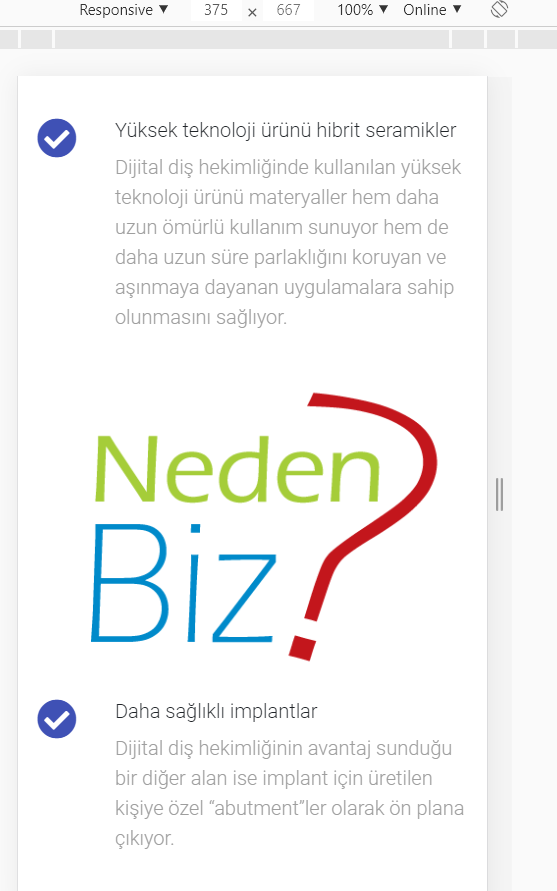 Responsive ▼ 375 × 667 100% ▼ Online ▼
Yüksek teknoloji ürünü hibrit seramikler
Dijital diş hekimliğinde kullanılan yüksek
teknoloji ürünü materyaller hem daha
uzun ömürlü kullanım sunuyor hem de
daha uzun süre parlaklığını koruyan ve
aşınmaya dayanan uygulamalara sahip
olunmasını sağlıyor.
Neden
Biz?
Daha sağlıklı implantlar
Dijital diş hekimliğinin avantaj sunduğu
bir diğer alan ise implant için üretilen
kişiye özel “abutment”ler olarak ön plana
çıkıyor.